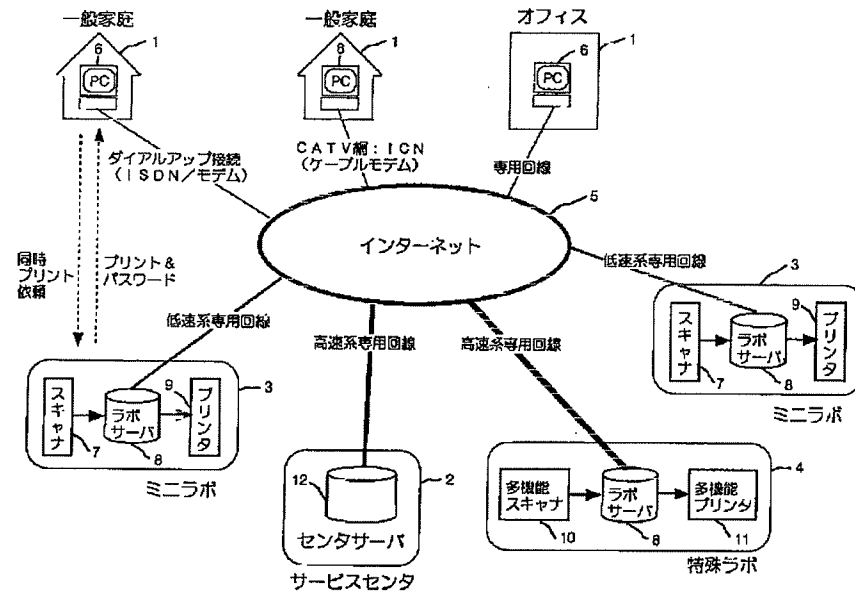 一般家庭
一般家庭
オフィス
1
1
1
6
6
6
PC
PC
PC
ダイアルアップ接続
(ISDN/モデム)
CATV網:ICN
(ケーブルモデム)
専用回線
5
インターネット
同時
プリント
依頼
プリント&
パスワード
低速系専用回線
高速系専用回線
高速系専用回線
低速系専用回線
3
スキャナ
7
ラボ
サーバ
8
9
プリンタ
ミニラボ
3
スキャナ
7
ラボ
サーバ
8
9
プリンタ
ミニラボ
2
12
センタサーバ
サービスセンタ
4
多機能
スキャナ
10
ラボ
サーバ
8
多機能
プリンタ
11
特殊ラボ